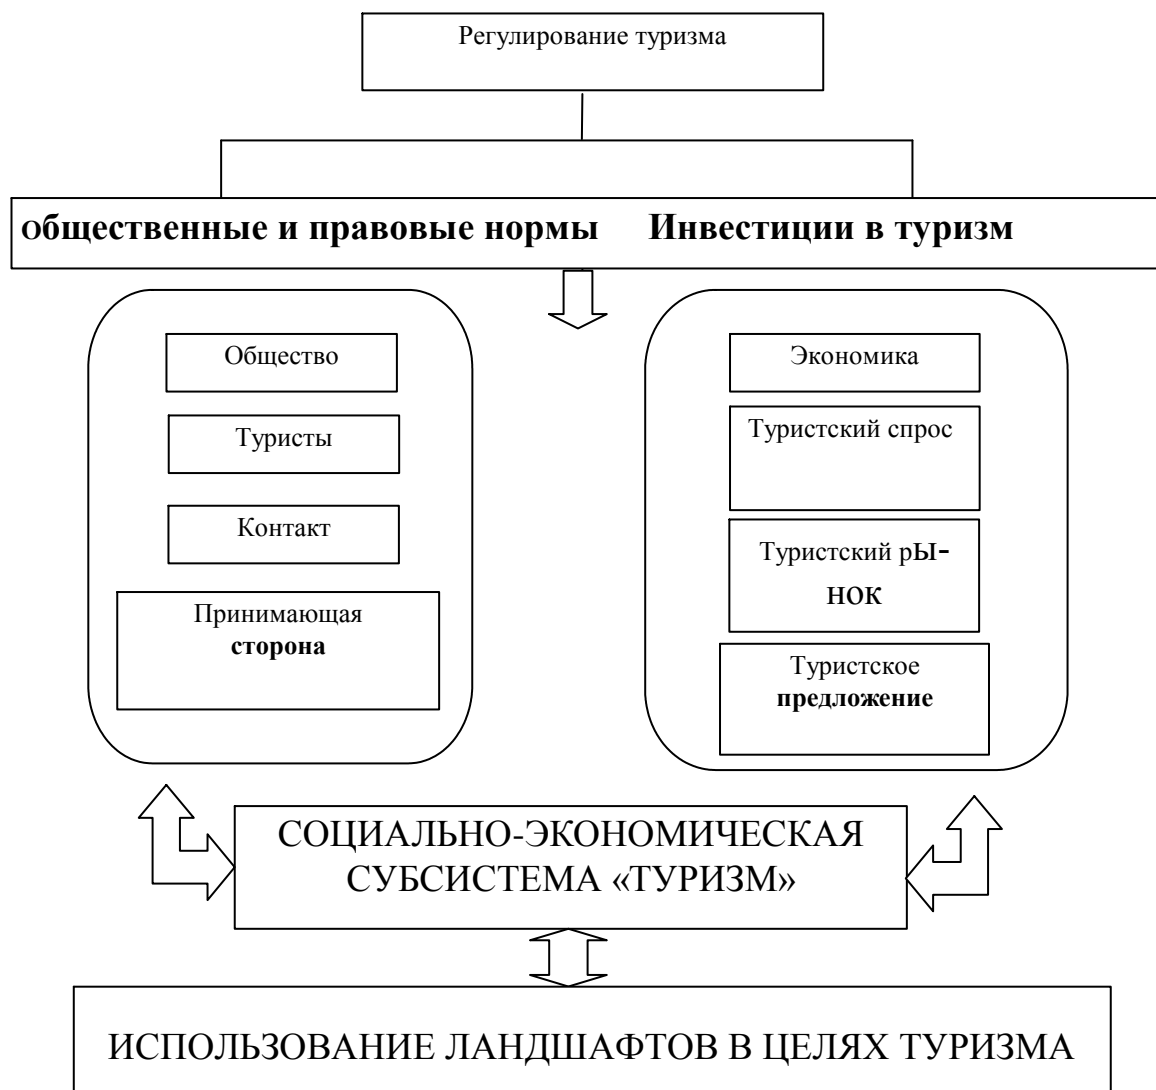 Регулирование туризма
общественные и правовые нормы Инвестиции в туризм
Общество
Туристы
Контакт
Принимающая
сторона
Экономика
Туристский спрос
Туристский ры-
нок
Туристское
предложение
СОЦИАЛЬНО-ЭКОНОМИЧЕСКАЯ
СУБСИСТЕМА «ТУРИЗМ»
ИСПОЛЬЗОВАНИЕ ЛАНДШАФТОВ В ЦЕЛЯХ ТУРИЗМА